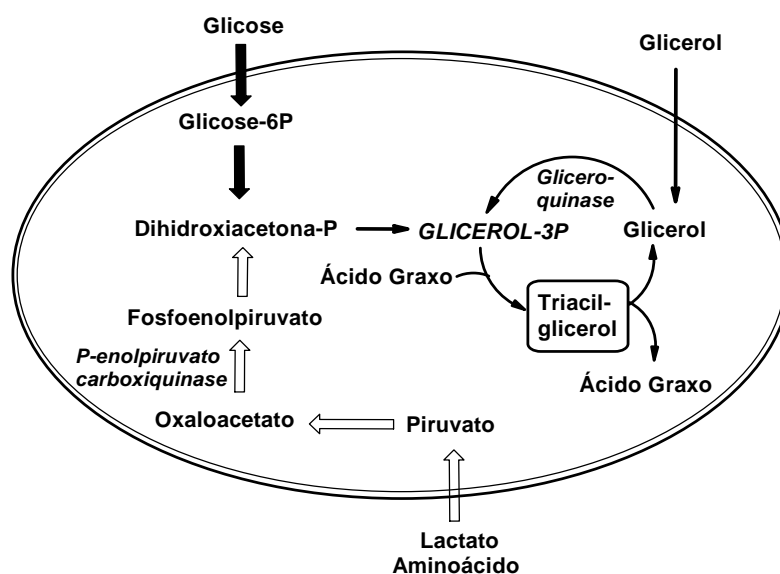 Glicose
Glicerol
Glicose-6P
Glicero-
quinase
Dihidroxiacetona-P
GLICEROL-3P
Glicerol
Ácido Graxo
Triacil-
glicerol
Fosfoenolpiruvato
P-enolpiruvato
carboxiquinase
Ácido Graxo
Oxaloacetato
Piruvato
Lactato
Aminoácido